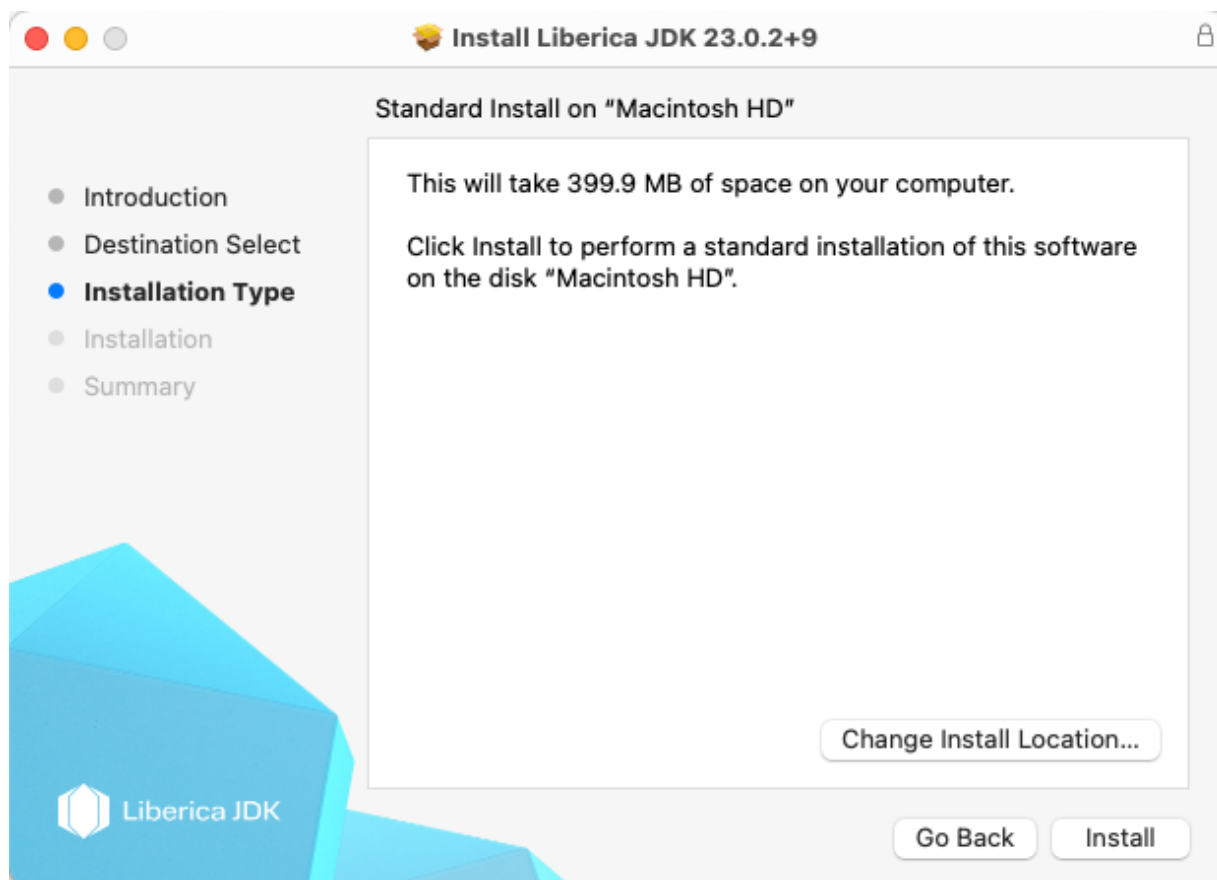 Install Liberica JDK 23.0.2+9
Standard Install on “Macintosh HD”
Introduction
Destination Select
Installation Type
Installation
Summary
This will take 399.9 MB of space on your computer.
Click Install to perform a standard installation of this software
on the disk “Macintosh HD”.
Change Install Location...
Liberica JDK
Go Back
Install